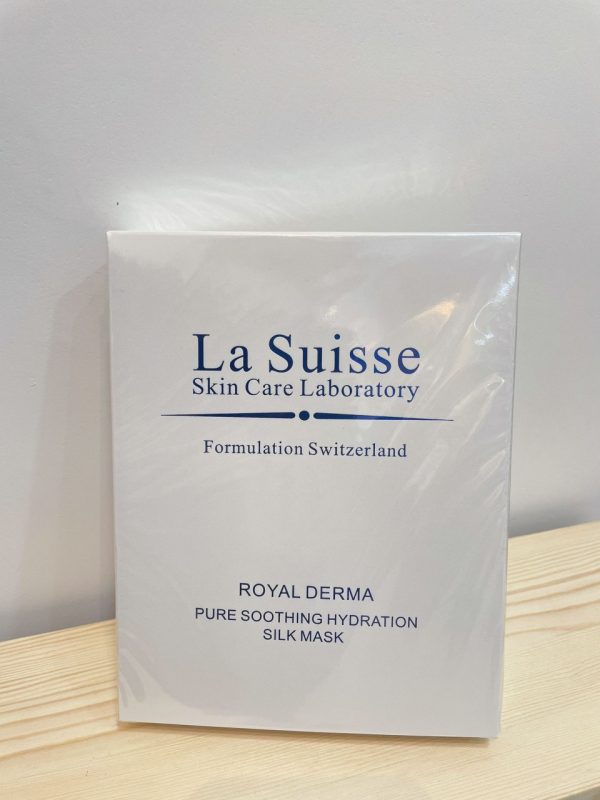 La Suisse
Skin Care Laboratory
Formulation Switzerland
ROYAL DERMA
PURE SOOTHING HYDRATION
SILK MASK